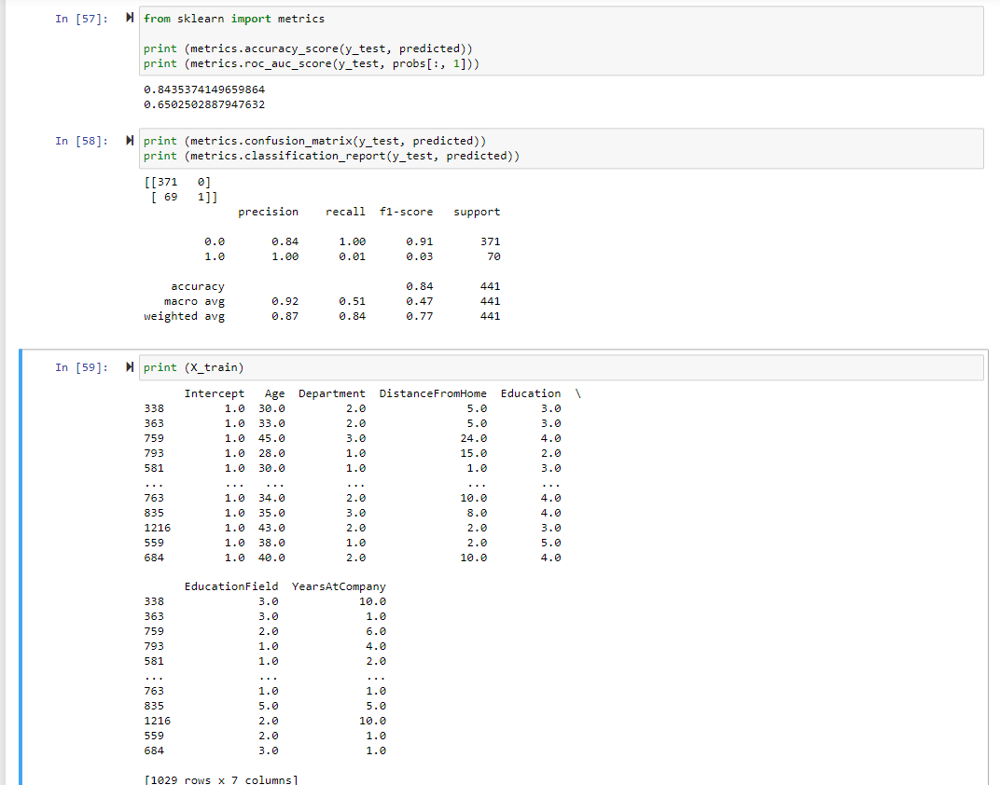 In [57]: from sklearn import metrics
print (metrics.accuracy_score(y_test, predicted))
print (metrics.roc_auc_score(y_test, probs[:, 1]))
0.8435374149659864
0.6502502887947632
In [58]: print (metrics.confusion_matrix(y_test, predicted))
print (metrics.classification_report(y_test, predicted))
[[371   0]
 [ 69   1]]
              precision    recall  f1-score   support
         0.0       0.84      1.00      0.91       371
         1.0       1.00      0.01      0.03        70
    accuracy                           0.84       441
   macro avg       0.92      0.51      0.47       441
weighted avg       0.87      0.84      0.77       441
In [59]: print (X_train)
      Intercept   Age  Department  DistanceFromHome  Education  \
338         1.0  30.0         2.0               5.0        3.0
363         1.0  33.0         2.0               5.0        3.0
759         1.0  45.0         3.0              24.0        4.0
793         1.0  28.0         1.0              15.0        2.0
581         1.0  30.0         1.0               1.0        3.0
...         ...   ...         ...               ...        ...
763         1.0  34.0         2.0              10.0        4.0
835         1.0  35.0         3.0               8.0        4.0
1216        1.0  43.0         2.0               2.0        3.0
559         1.0  38.0         1.0               2.0        5.0
684         1.0  40.0         2.0              10.0        4.0
      EducationField  YearsAtCompany
338              3.0            10.0
363              3.0             1.0
759              2.0             6.0
793              1.0             4.0
581              1.0             2.0
...              ...             ...
763              1.0             1.0
835              5.0             5.0
1216             2.0            10.0
559              2.0             1.0
684              3.0             1.0
[1029 rows x 7 columns]